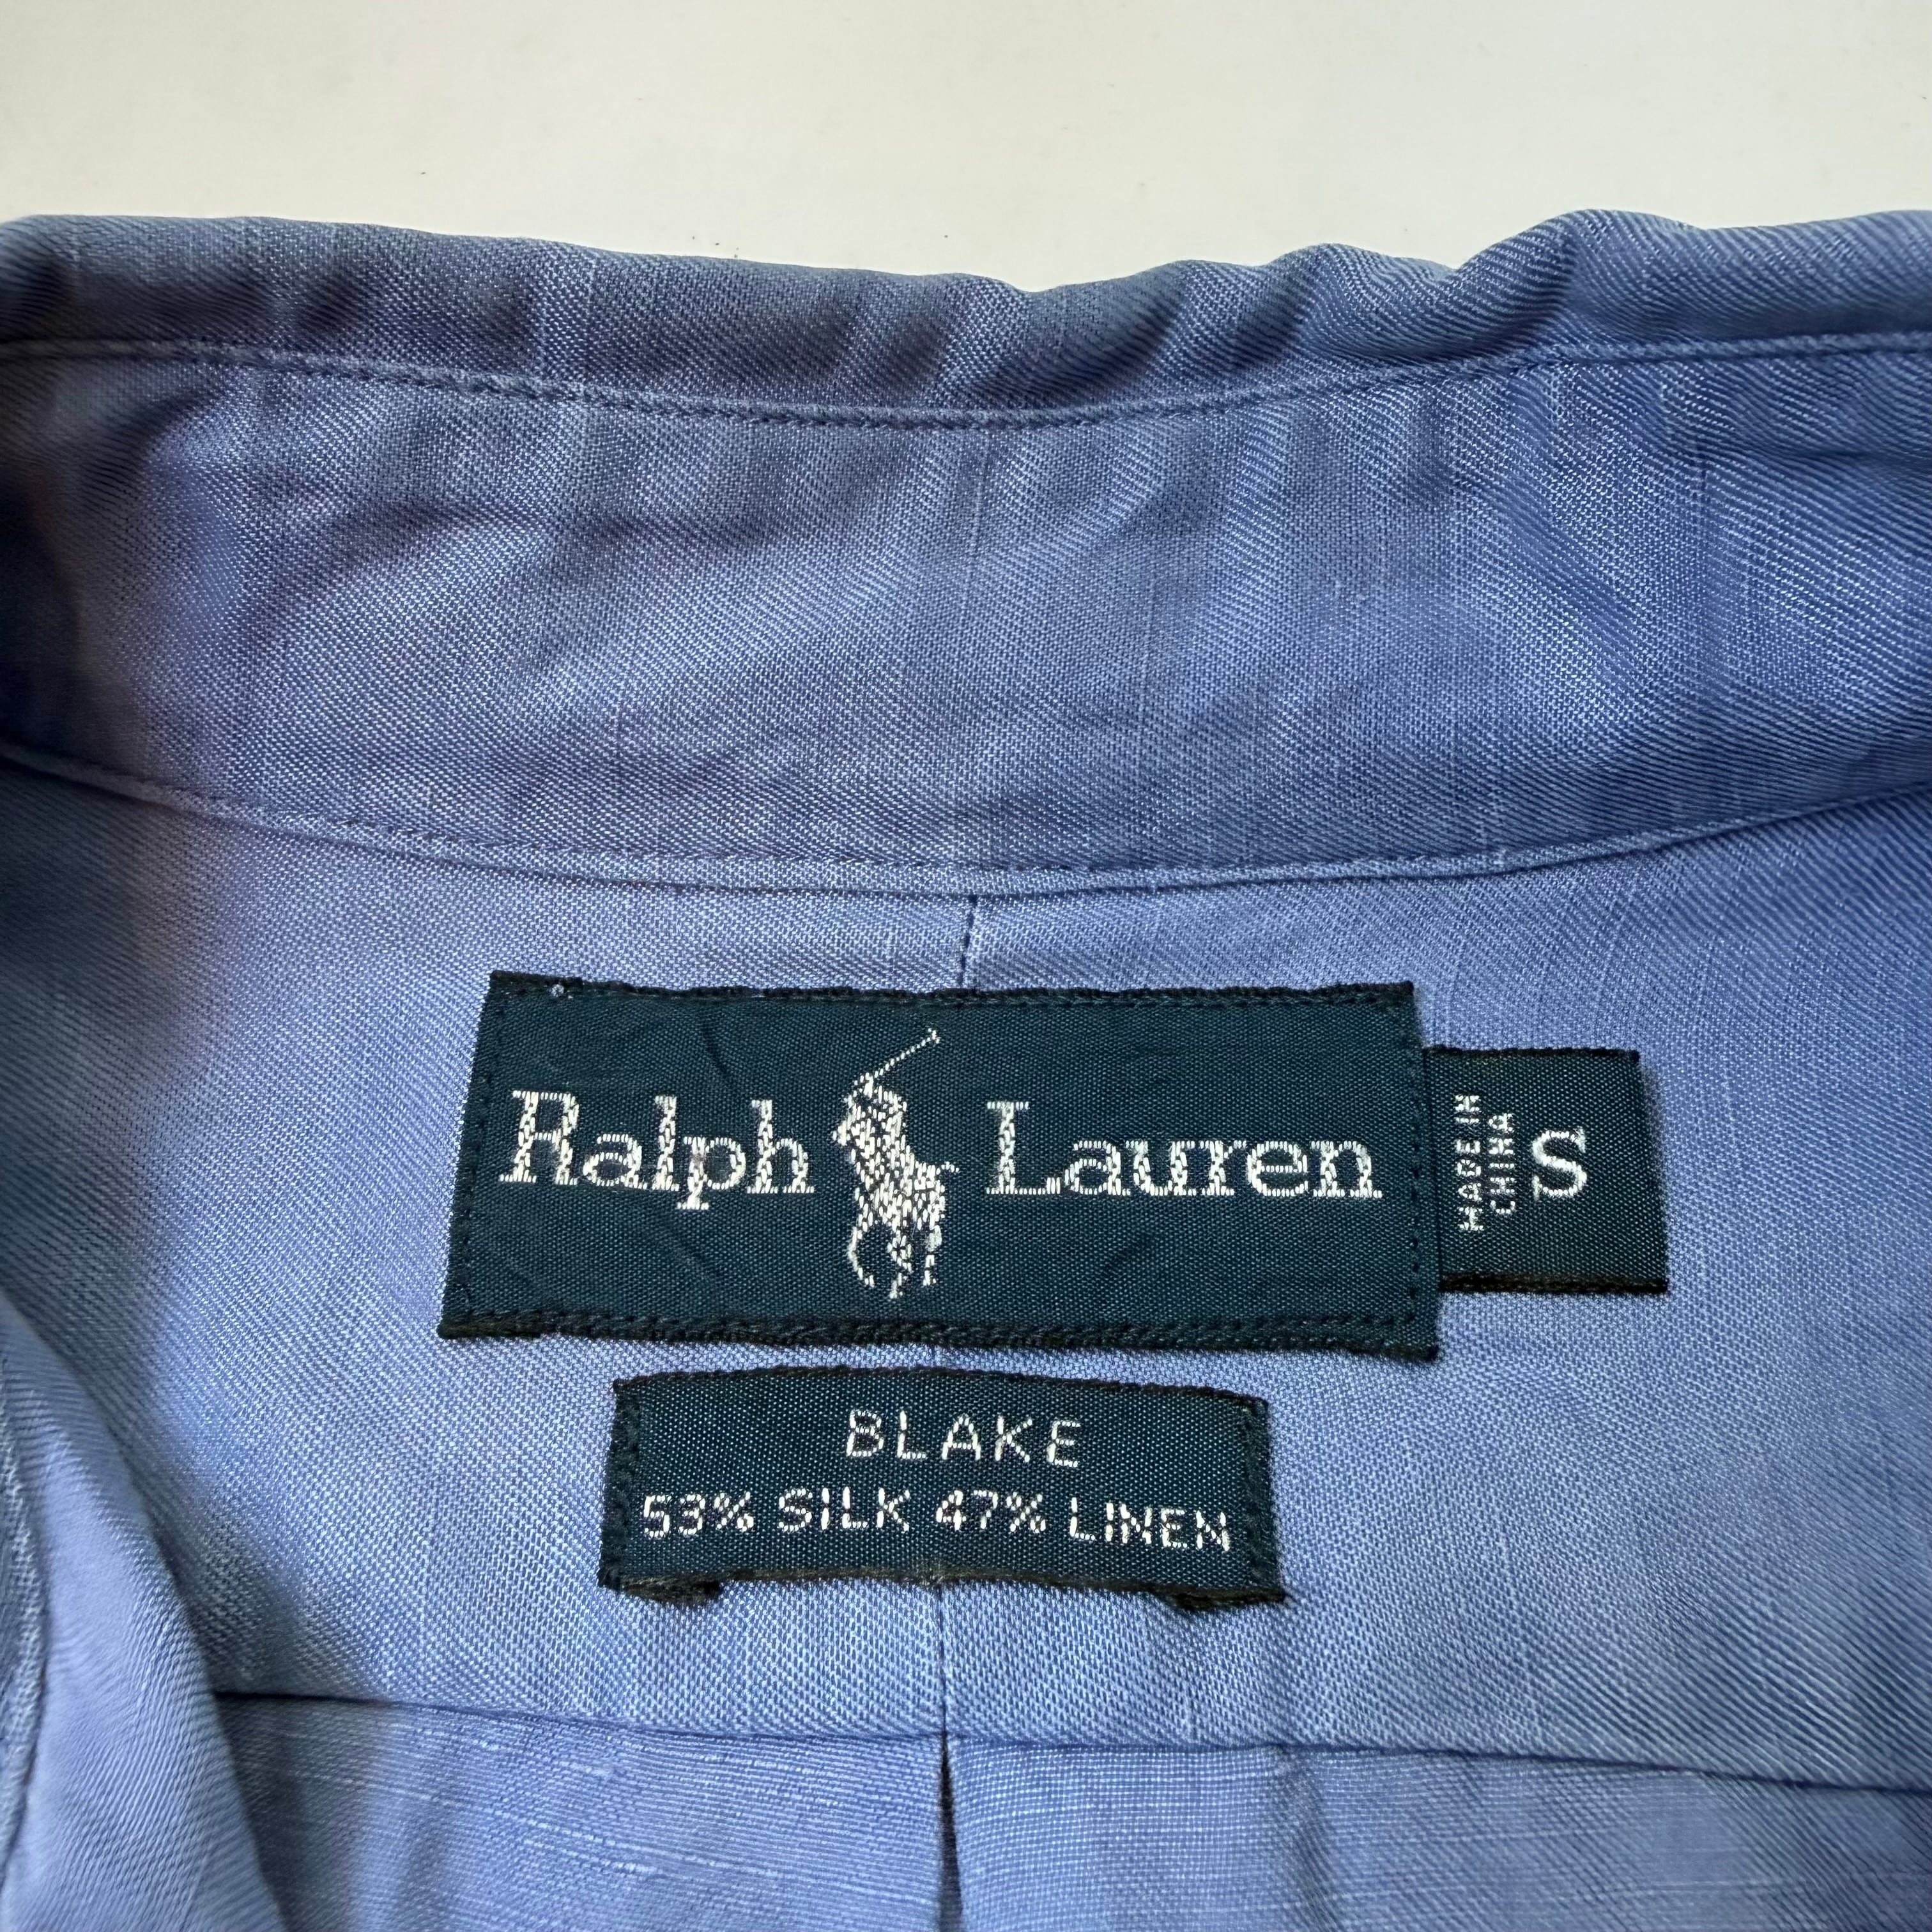 Ralph Lauren
MADE IN
CHINA
S
BLAKE
53% SILK 47% LINEN